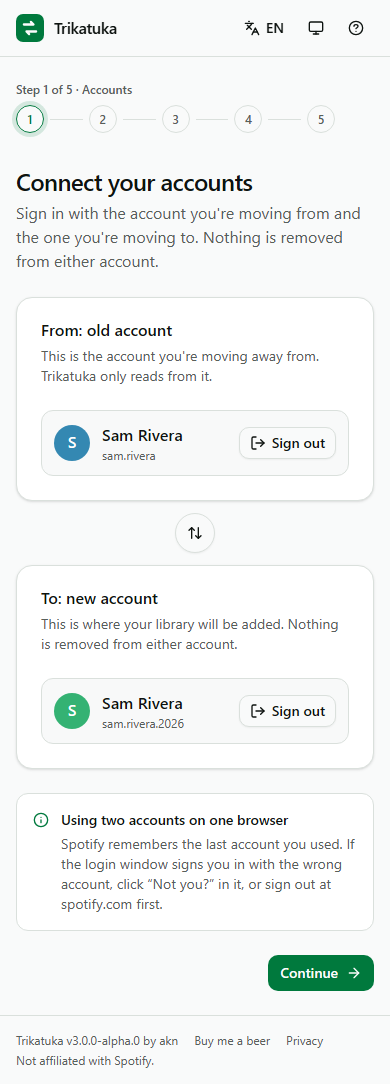 Trikatuka
EN
Step 1 of 5 · Accounts
1 2 3 4 5
Connect your accounts
Sign in with the account you're moving from and
the one you're moving to. Nothing is removed
from either account.
From: old account
This is the account you're moving away from.
Trikatuka only reads from it.
S
Sam Rivera
sam.rivera
Sign out
To: new account
This is where your library will be added. Nothing
is removed from either account.
S
Sam Rivera
sam.rivera.2026
Sign out
Using two accounts on one browser
Spotify remembers the last account you used. If
the login window signs you in with the wrong
account, click “Not you?” in it, or sign out at
spotify.com first.
Continue
Trikatuka v3.0.0-alpha.0 by akn Buy me a beer Privacy
Not affiliated with Spotify.